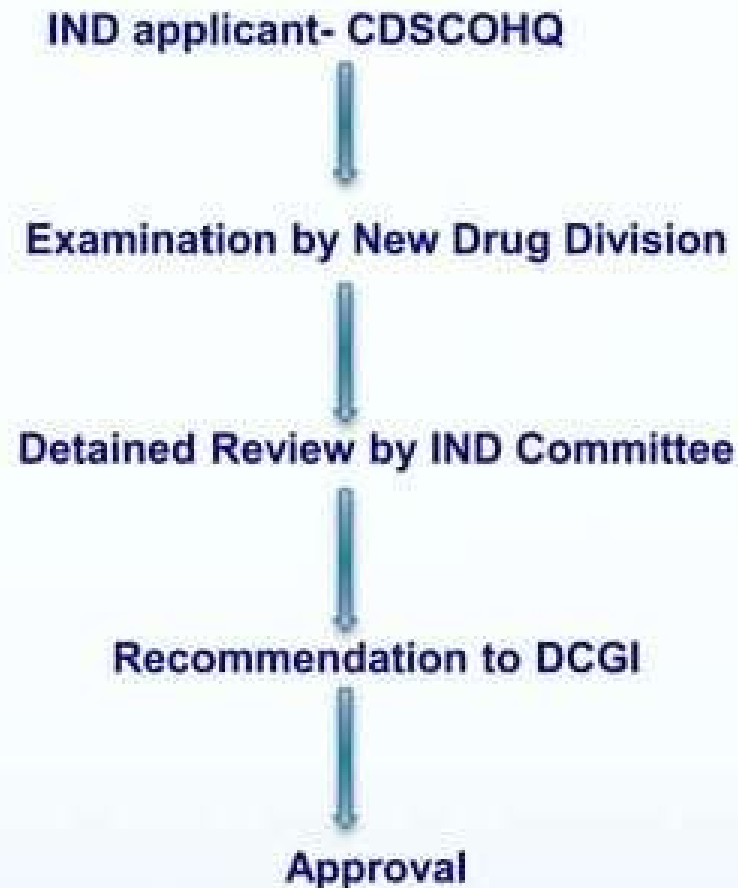 IND applicant- CDSCOHQ
Examination by New Drug Division
Detained Review by IND Committee
Recommendation to DCGI
Approval